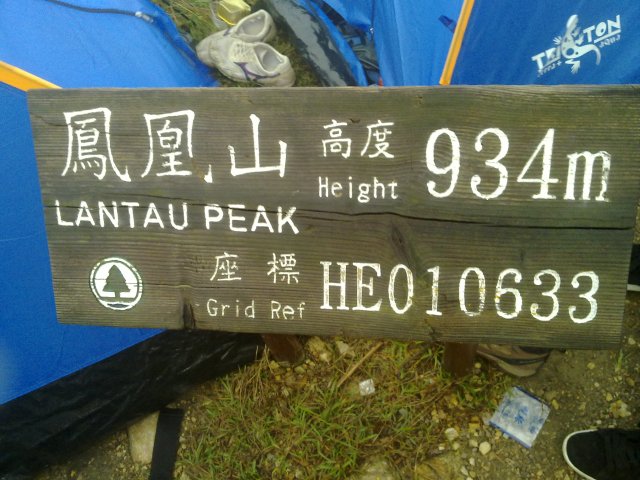 TRITON
鳳凰山 高度 934m
LANTAU PEAK Height
座標 HE010633
Grid Ref